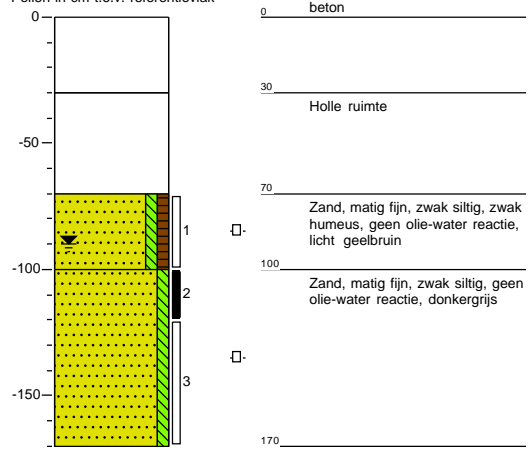 Peilen in cm t.o.v. referentievlak
0
-50
-100
-150
1
2
3
0
beton
30
Holle ruimte
70
Zand, matig fijn, zwak siltig, zwak
humeus, geen olie-water reactie,
licht geelbruin
100
Zand, matig fijn, zwak siltig, geen
olie-water reactie, donkergrijs
170